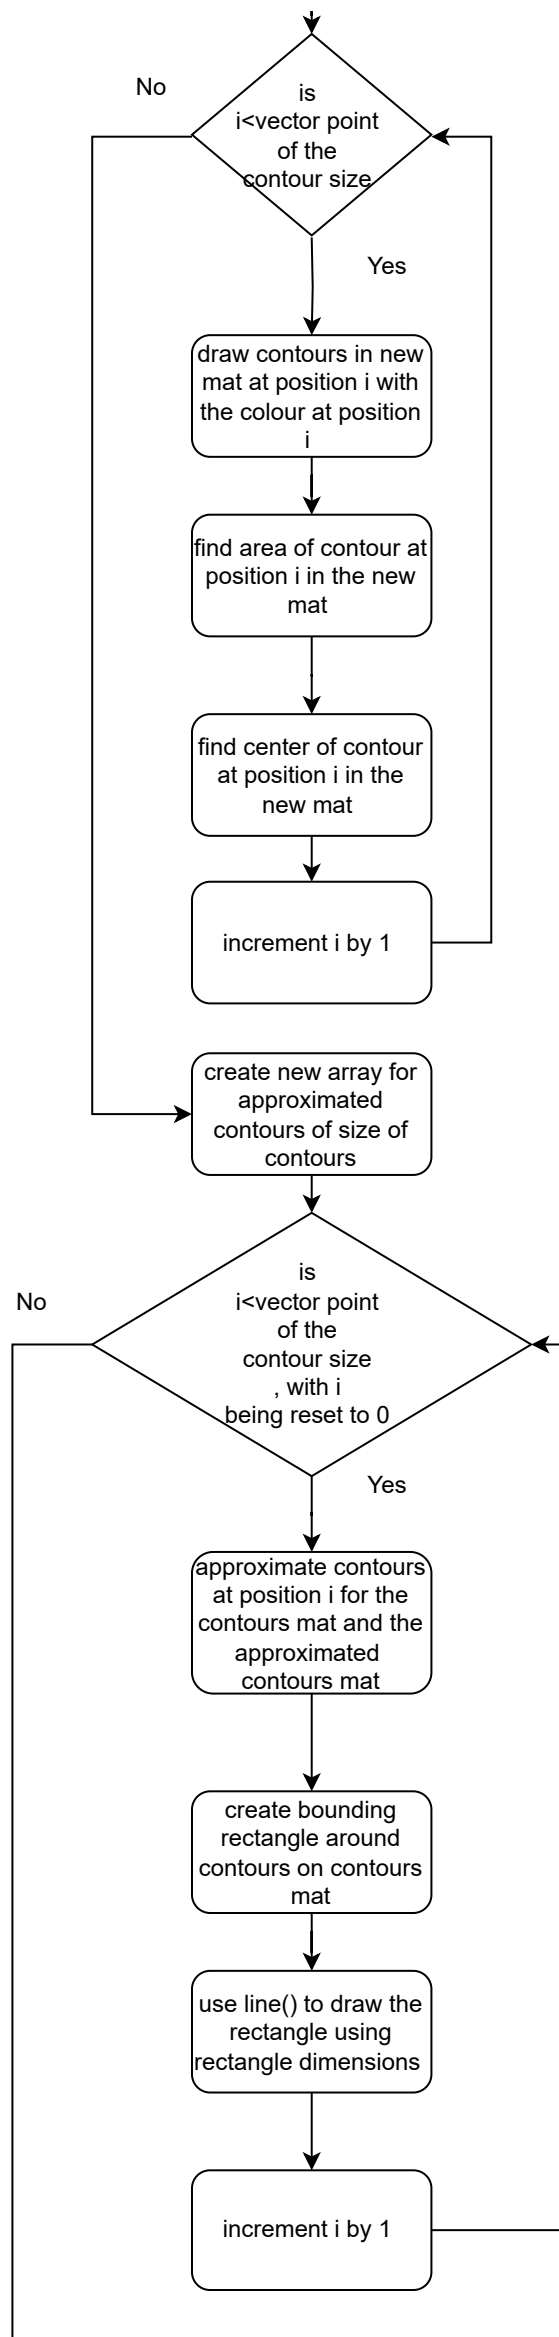 No
is
i<vector point
of the
contour size
Yes
draw contours in new
mat at position i with
the colour at position
i
find area of contour at
position i in the new
mat
find center of contour
at position i in the
new mat
increment i by 1
create new array for
approximated
contours of size of
contours
No
is
i<vector point
of the
contour size
, with i
being reset to 0
Yes
approximate contours
at position i for the
contours mat and the
approximated
contours mat
create bounding
rectangle around
contours on contours
mat
use line() to draw the
rectangle using
rectangle dimensions
increment i by 1